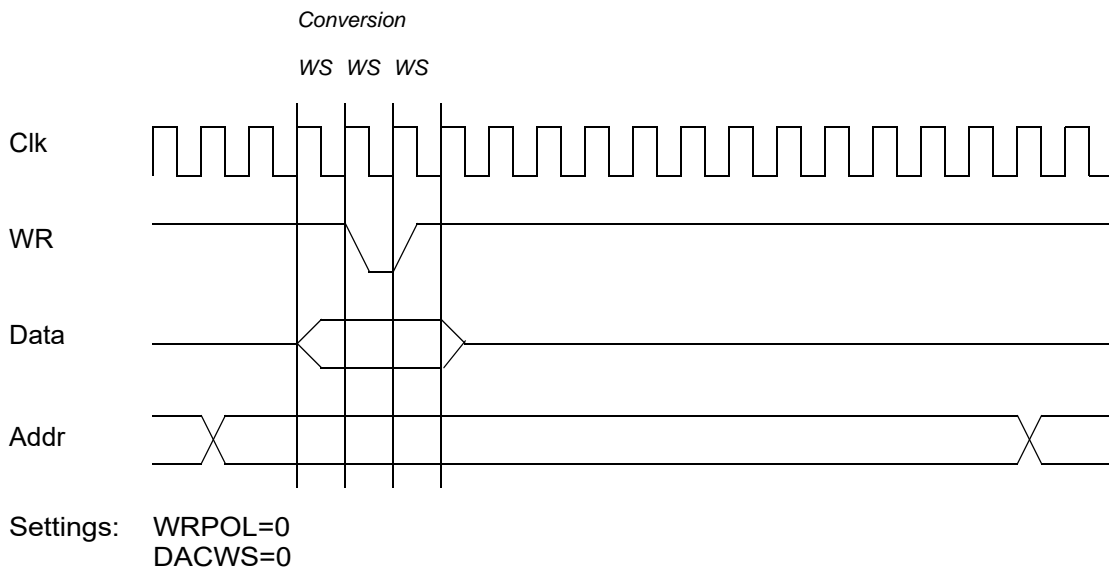 Conversion
WS WS WS
Clk
WR
Data
Addr
Settings: WRPOL=0
DACWS=0